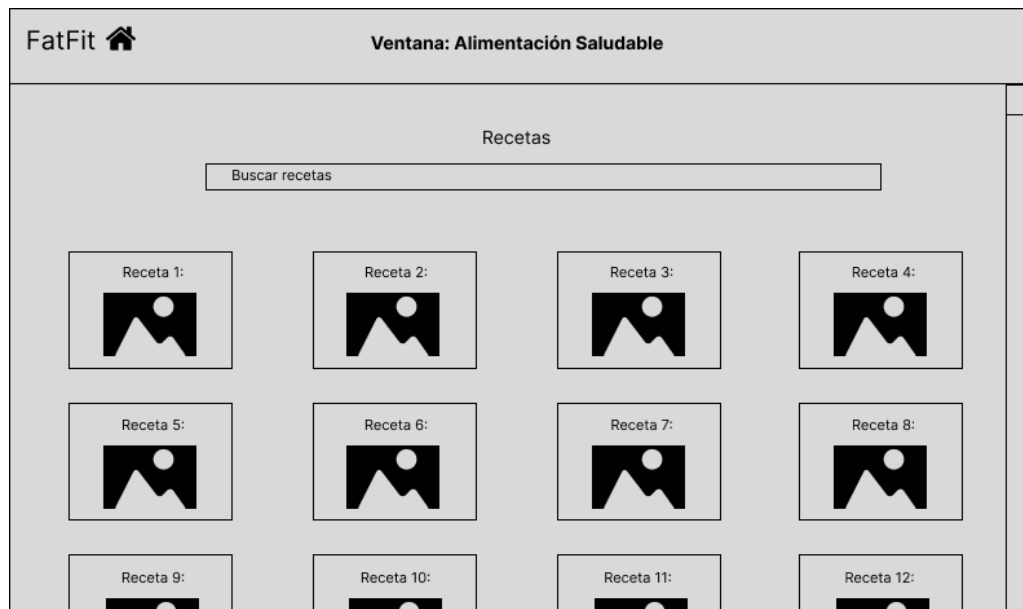 FatFit
Ventana: Alimentación Saludable
Recetas
Buscar recetas
Receta 1:
Receta 2:
Receta 3:
Receta 4:
Receta 5:
Receta 6:
Receta 7:
Receta 8:
Receta 9:
Receta 10:
Receta 11:
Receta 12: